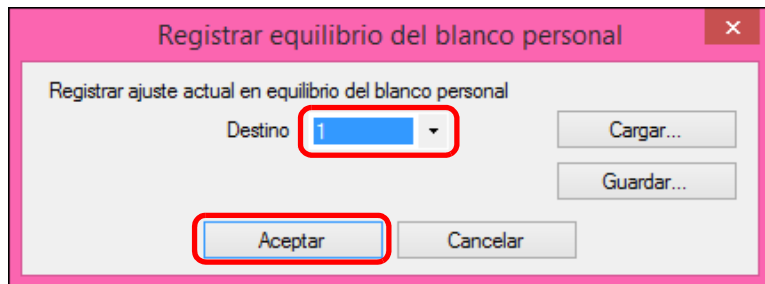 Registrar equilibrio del blanco personal
Registrar ajuste actual en equilibrio del blanco personal
Destino 1 Cargar...
Guardar...
Aceptar Cancelar